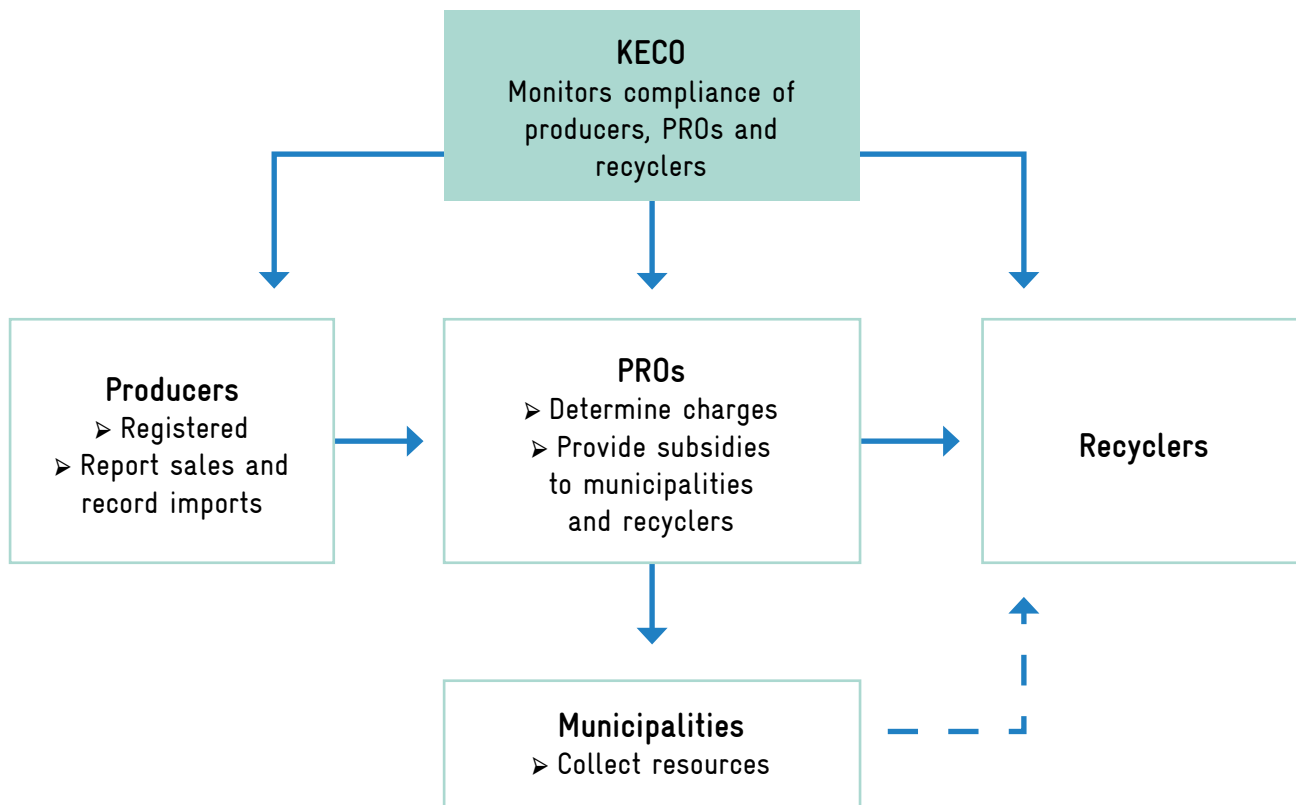 KECO
Monitors compliance of
producers, PROs and
recyclers
Producers
➢ Registered
➢ Report sales and
record imports
PROs
➢ Determine charges
➢ Provide subsidies
to municipalities
and recyclers
Recyclers
Municipalities
➢ Collect resources